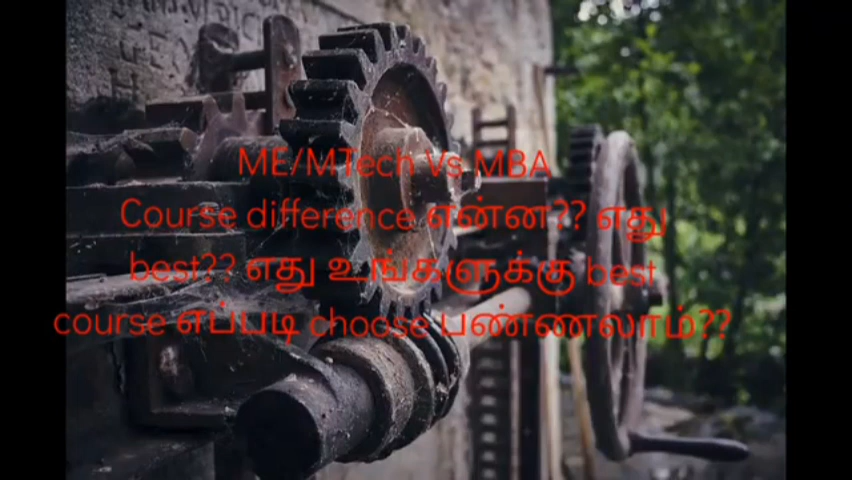 ME/MTech Vs MBA
Course difference என்ன?? எது
best?? எது உங்களுக்கு best
course எப்படி choose பண்ணலாம்??